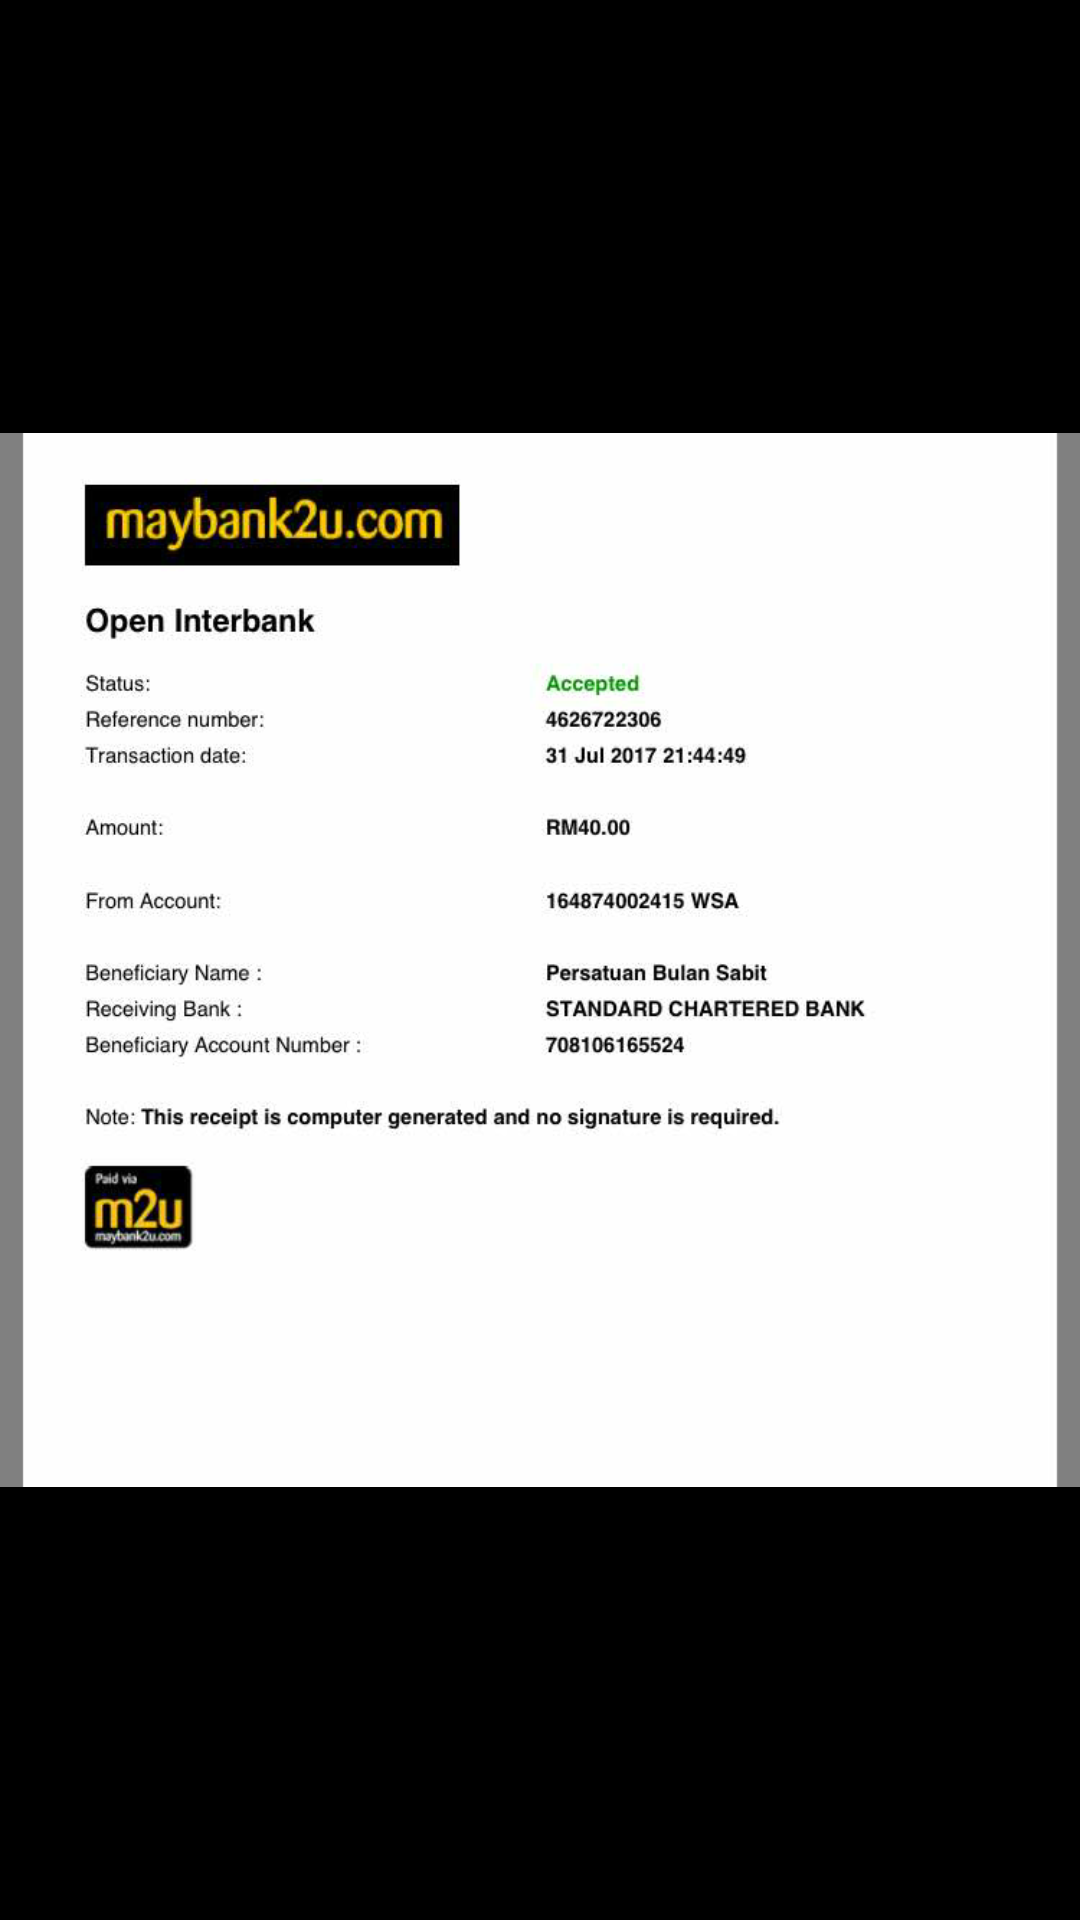 maybank2u.com
Open Interbank
Status: Accepted
Reference number: 4626722306
Transaction date: 31 Jul 2017 21:44:49
Amount: RM40.00
From Account: 164874002415 WSA
Beneficiary Name : Persatuan Bulan Sabit
Receiving Bank : STANDARD CHARTERED BANK
Beneficiary Account Number : 708106165524
Note: This receipt is computer generated and no signature is required.
Paid via
m2u
maybank2u.com